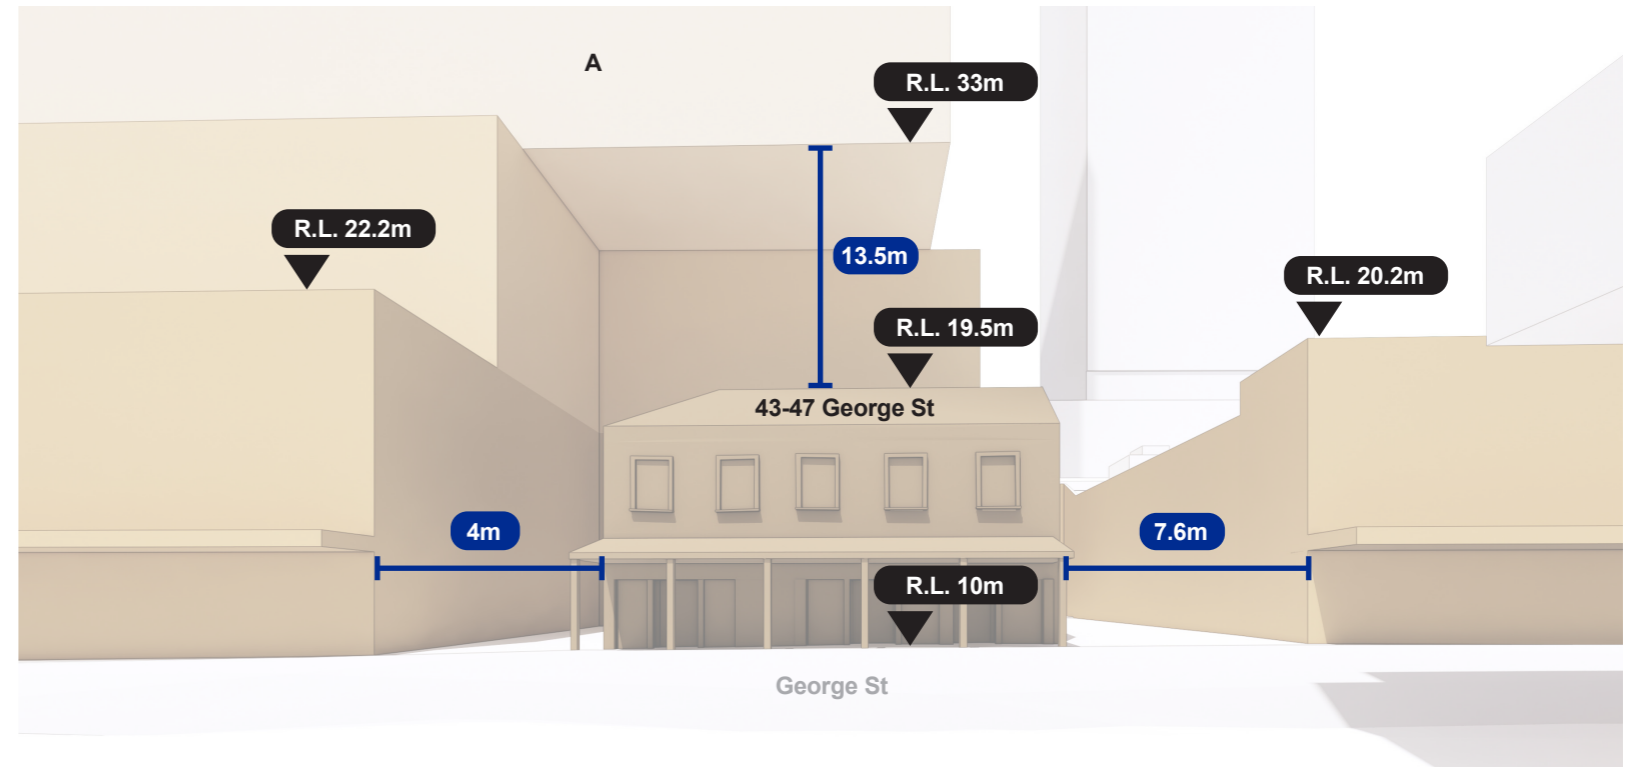 A
R.L. 33m
R.L. 22.2m
13.5m
R.L. 20.2m
R.L. 19.5m
43-47 George St
4m
7.6m
R.L. 10m
George St